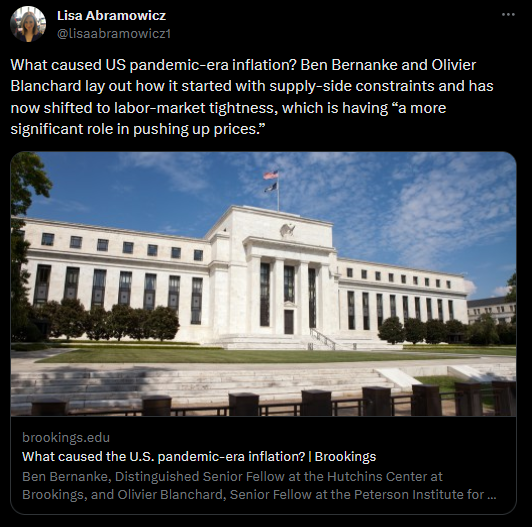 Lisa Abramowicz
@lisaabramowicz1
What caused US pandemic-era inflation? Ben Bernanke and Olivier
Blanchard lay out how it started with supply-side constraints and has
now shifted to labor-market tightness, which is having “a more
significant role in pushing up prices.”
brookings.edu
What caused the U.S. pandemic-era inflation? | Brookings
Ben Bernanke, Distinguished Senior Fellow at the Hutchins Center at
Brookings, and Olivier Blanchard, Senior Fellow at the Peterson Institute for ...